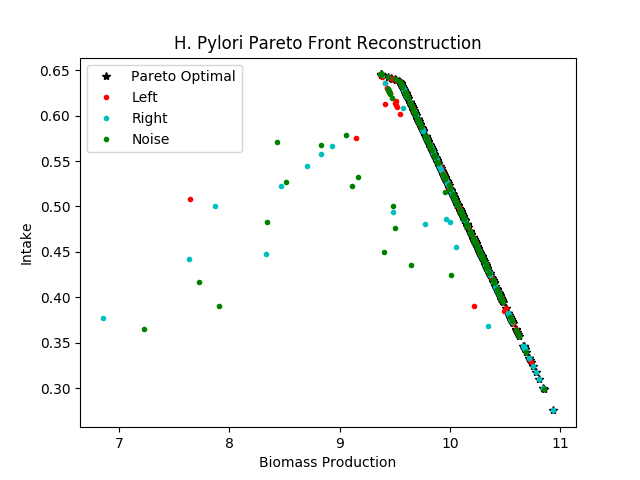 H. Pylori Pareto Front Reconstruction
Pareto Optimal
Left
Right
Noise
0.65
0.60
0.55
0.50
0.45
0.40
0.35
0.30
Intake
7
8
9
10
11
Biomass Production